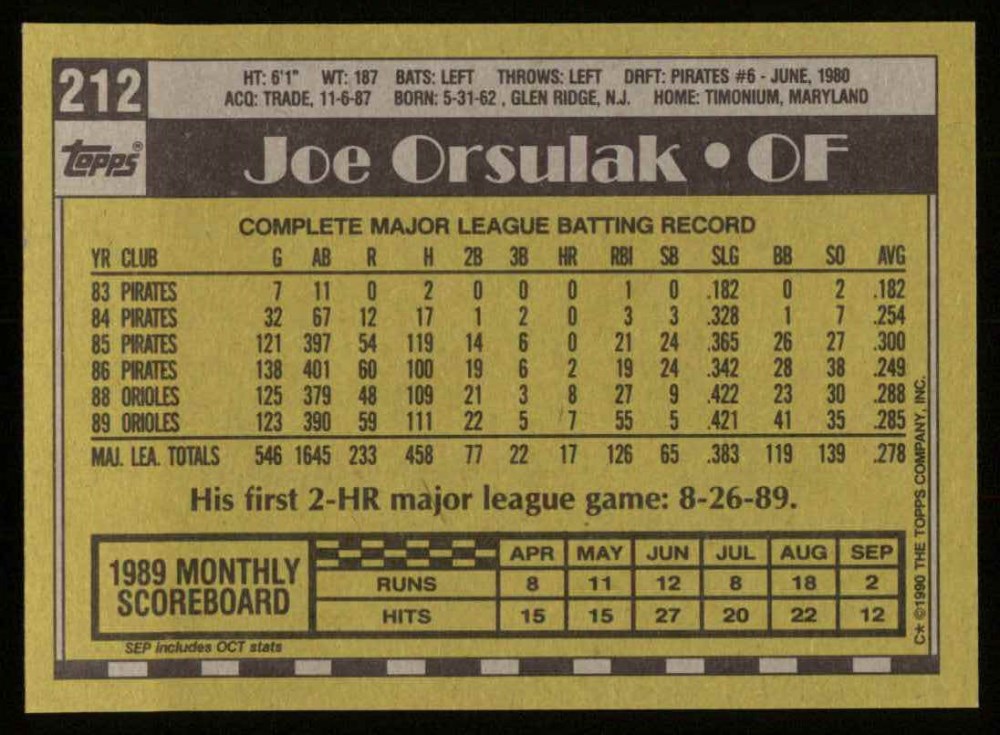 212
HT: 6'1" WT: 187 BATS: LEFT THROWS: LEFT DRFT: PIRATES #6 - JUNE, 1980
ACQ: TRADE, 11-6-87 BORN: 5-31-62 , GLEN RIDGE, N.J. HOME: TIMONIUM, MARYLAND
topps®
Joe Orsulak • OF
COMPLETE MAJOR LEAGUE BATTING RECORD
YR CLUB G AB R H 2B 3B HR RBI SB SLG BB SO AVG
83 PIRATES 7 11 0 2 0 0 0 1 0 .182 0 2 .182
84 PIRATES 32 67 12 17 1 2 0 3 3 .328 1 7 .254
85 PIRATES 121 397 54 119 14 6 0 21 24 .365 26 27 .300
86 PIRATES 138 401 60 100 19 6 2 19 24 .342 28 38 .249
88 ORIOLES 125 379 48 109 21 3 8 27 9 .422 23 30 .288
89 ORIOLES 123 390 59 111 22 5 7 55 5 .421 41 35 .285
MAJ. LEA. TOTALS 546 1645 233 458 77 22 17 126 65 .383 119 139 .278
His first 2-HR major league game: 8-26-89.
1989 MONTHLY
SCOREBOARD
APR MAY JUN JUL AUG SEP
RUNS 8 11 12 8 18 2
HITS 15 15 27 20 22 12
SEP includes OCT stats
C* ©1990 THE TOPPS COMPANY, INC.